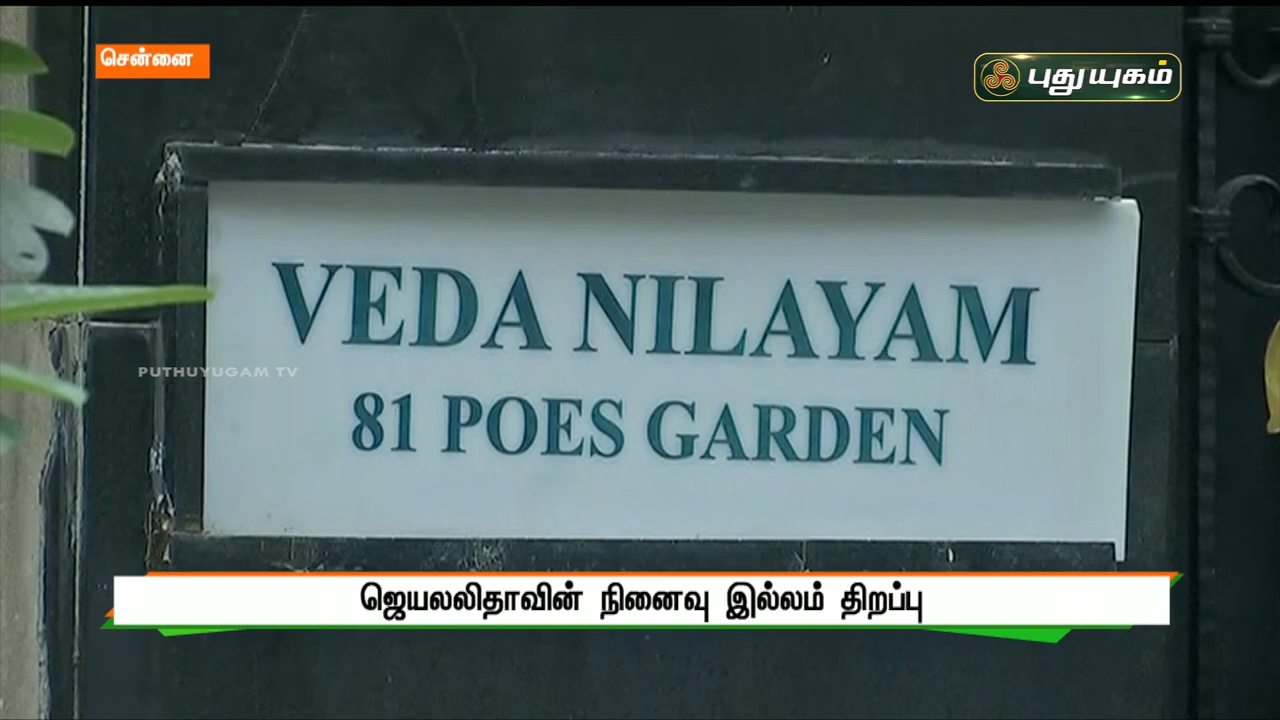 சென்னை
புதுயுகம்
VEDA NILAYAM
PUTHUYUGAM TV
81 POES GARDEN
ஜெயலலிதாவின் நினைவு இல்லம் திறப்பு